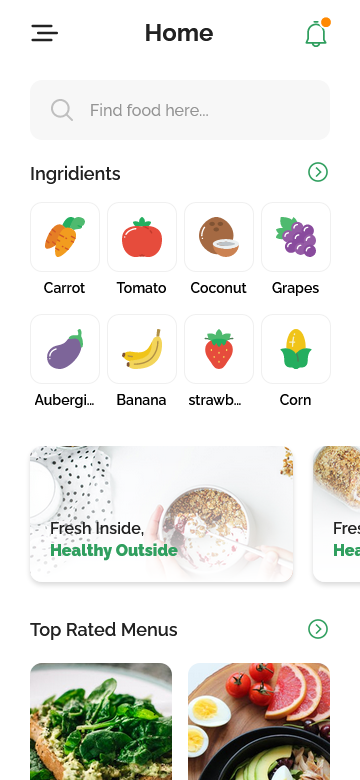 Home
Find food here...
Ingridients
Carrot
Tomato
Coconut
Grapes
Aubergi...
Banana
strawb...
Corn
Fresh Inside,
Healthy Outside
Fres
Hea
Top Rated Menus